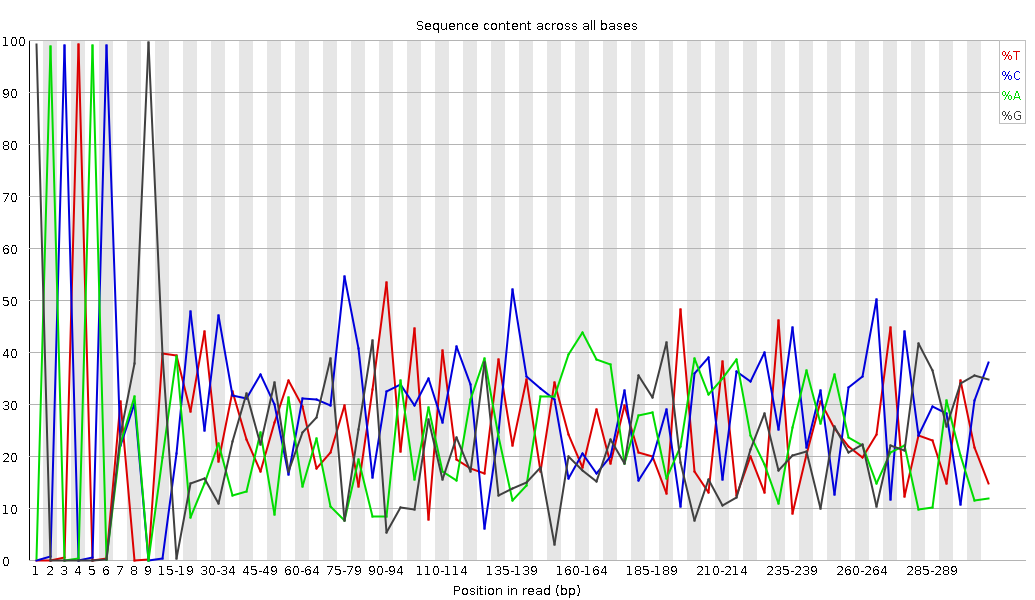 Sequence content across all bases
100
90
80
70
60
50
40
30
20
10
0
%T
%C
%A
%G
1 2 3 4 5 6 7 8 9 15-19 30-34 45-49 60-64 75-79 90-94 110-114 135-139 160-164 185-189 210-214 235-239 260-264 285-289
Position in read (bp)